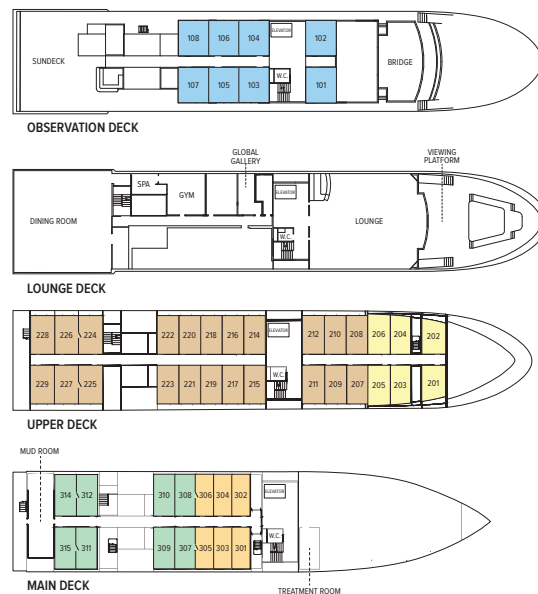 108 106 104 ELEVATOR 102
SUNDECK W.C. BRIDGE
107 105 103 101
OBSERVATION DECK
GLOBAL
GALLERY
VIEWING
PLATFORM
SPA
GYM
ELEVATOR
DINING ROOM
LOUNGE
W.C.
LOUNGE DECK
228 226 224 222 220 218 216 214 ELEVATOR 212 210 208 206 204 202
W.C.
229 227 225 223 221 219 217 215 211 209 207 205 203 201
UPPER DECK
MUD ROOM
314 312 310 308 306 304 302 ELEVATOR
W.C.
315 311 309 307 305 303 301
MAIN DECK
TREATMENT ROOM